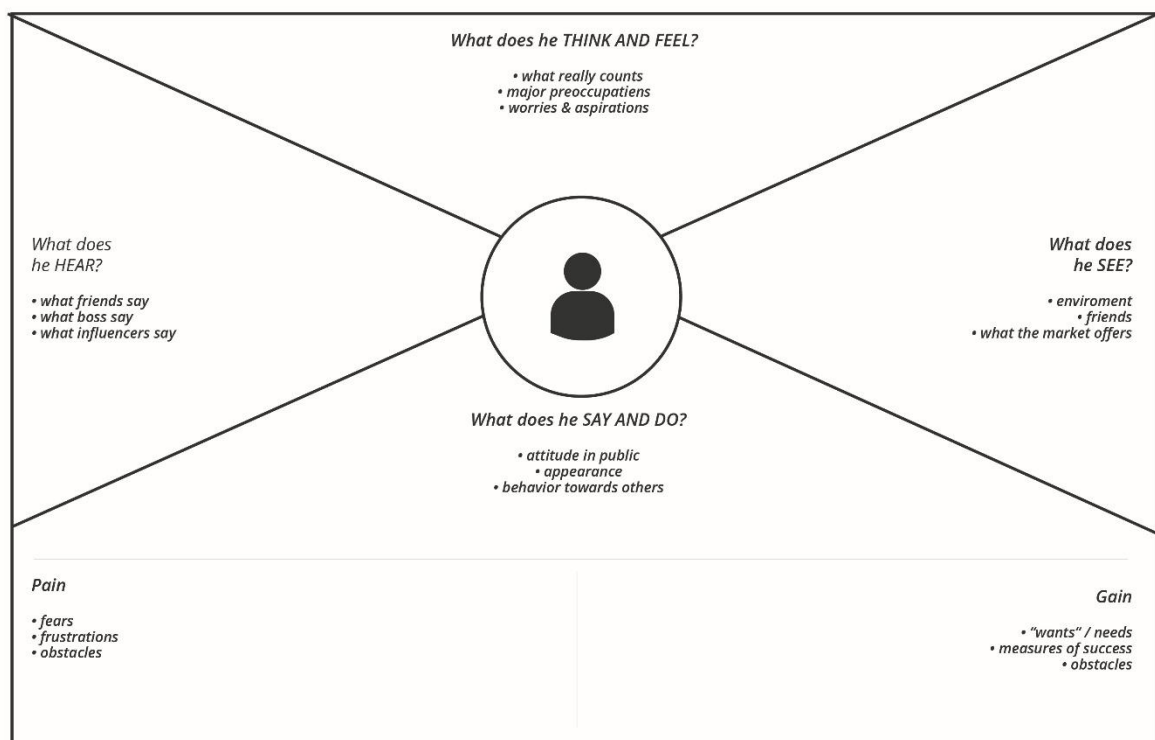 What does he THINK AND FEEL?
• what really counts
• major preoccupatiens
• worries & aspirations
What does
he HEAR?
• what friends say
• what boss say
• what influencers say
What does
he SEE?
• enviroment
• friends
• what the market offers
What does he SAY AND DO?
• attitude in public
• appearance
• behavior towards others
Pain
• fears
• frustrations
• obstacles
Gain
• “wants“ / needs
• measures of success
• obstacles